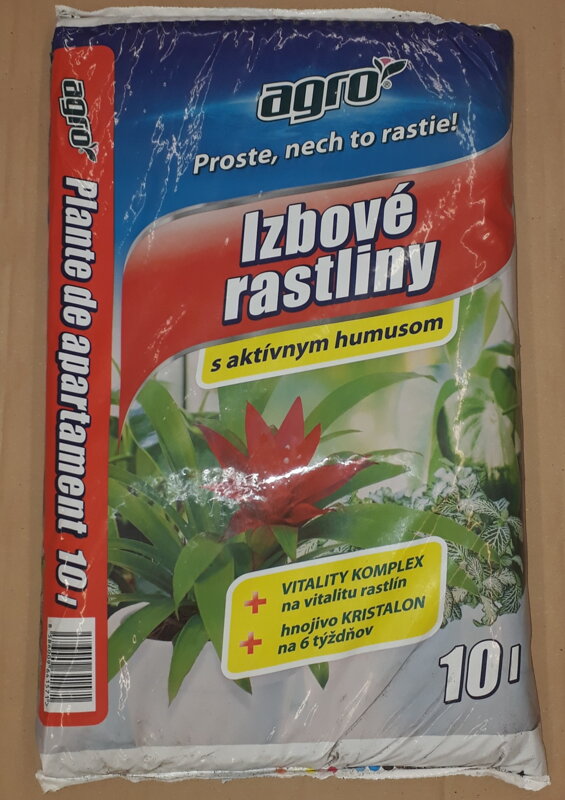 agro
Proste, nech to rastie!
Izbové
rastliny
s aktívnym humusom
VITALITY KOMPLEX
na vitalitu rastlín
hnojivo KRISTALON
na 6 týždňov
10 l
agro Plante de apartament 10 l